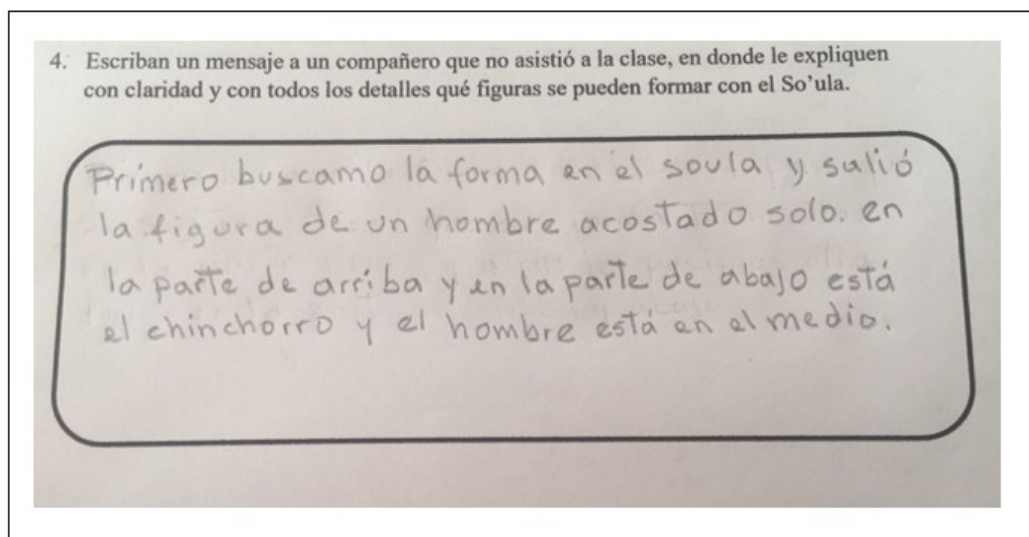 4. Escriban un mensaje a un compañero que no asistió a la clase, en donde le expliquen
con claridad y con todos los detalles qué figuras se pueden formar con el So'ula.
Primero buscamo la forma en el soula y salió
la figura de un hombre acostado solo. en
la parte de arriba y en la parte de abajo está
el chinchorro y el hombre está en el medio.